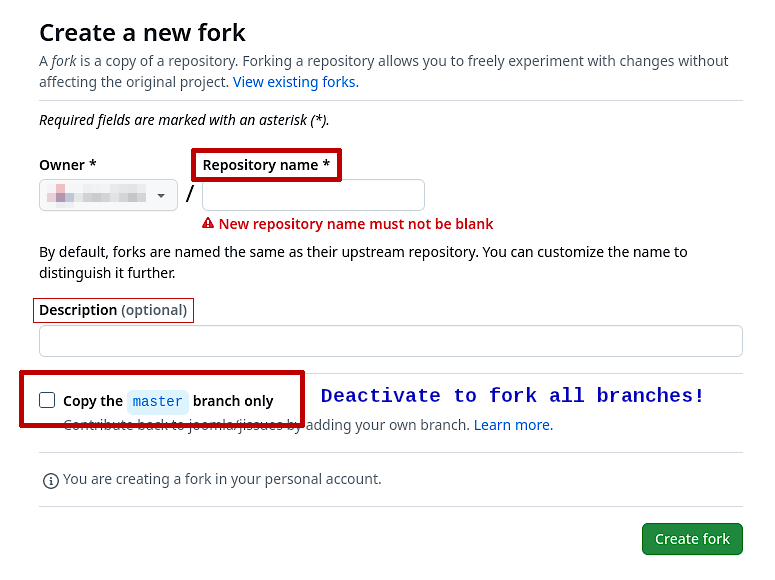 Create a new fork
A fork is a copy of a repository. Forking a repository allows you to freely experiment with changes without
affecting the original project. View existing forks.
Required fields are marked with an asterisk (*).
Owner * Repository name *
/
New repository name must not be blank
By default, forks are named the same as their upstream repository. You can customize the name to
distinguish it further.
Description (optional)
Copy the master branch only Deactivate to fork all branches!
Contribute back to joomla/jissues by adding your own branch. Learn more.
You are creating a fork in your personal account.
Create fork